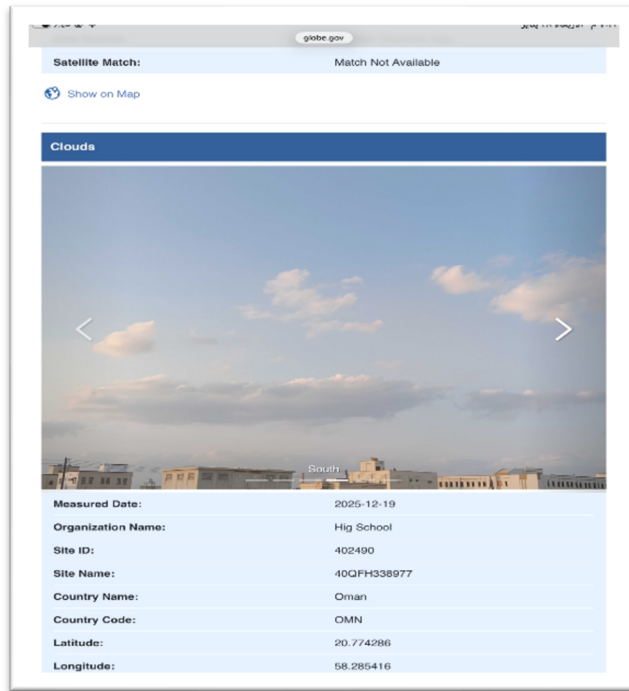 globe.gov
Satellite Match: Match Not Available
Show on Map
Clouds
South
Measured Date: 2025-12-19
Organization Name: Hig School
Site ID: 402490
Site Name: 40QFH338977
Country Name: Oman
Country Code: OMN
Latitude: 20.774286
Longitude: 58.285416